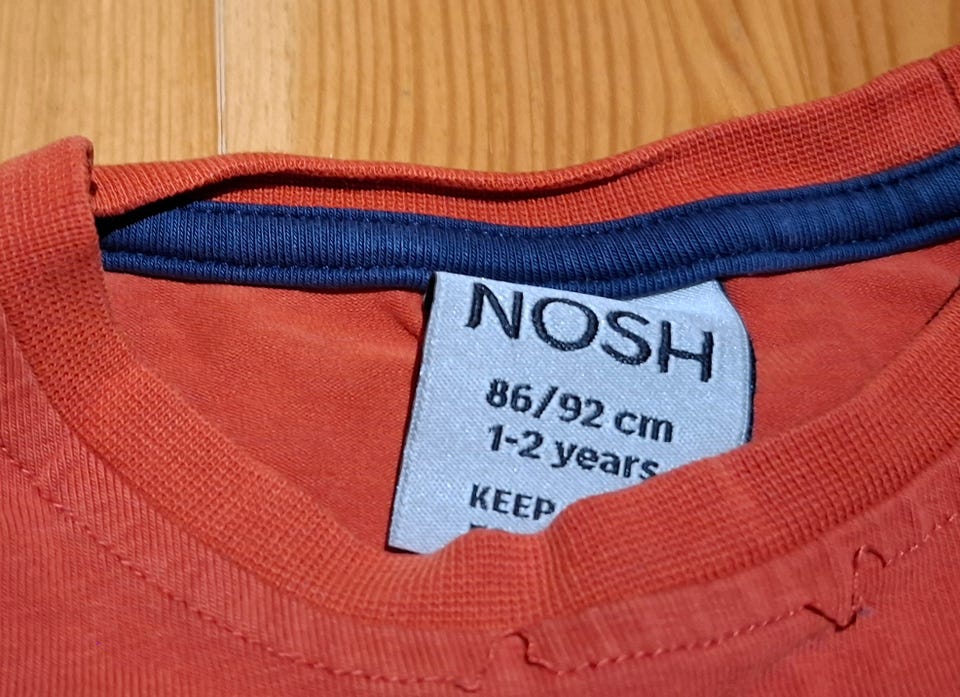 NOSH
86/92 cm
1-2 years
KEEP